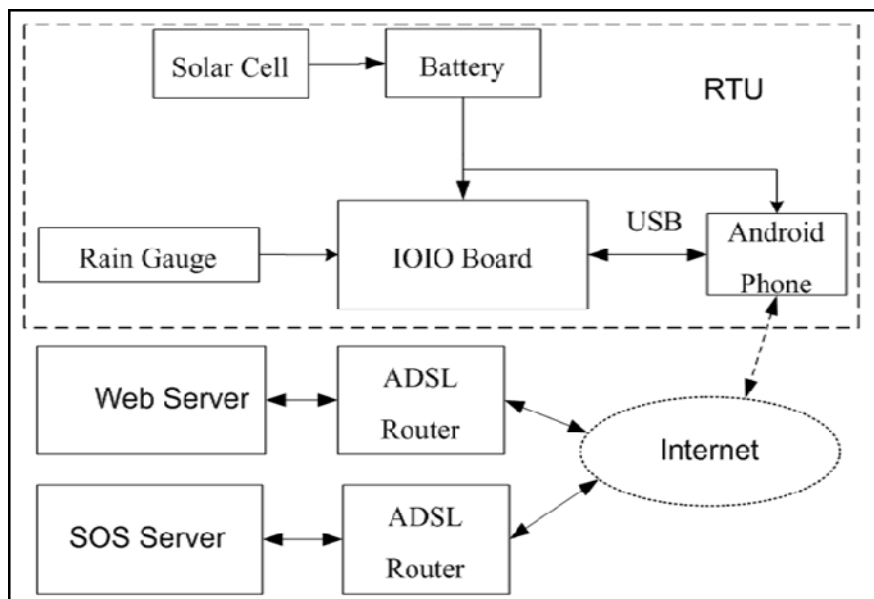 Solar Cell
Battery
RTU
USB
Rain Gauge
IOIO Board
Android
Phone
Web Server
ADSL
Router
Internet
SOS Server
ADSL
Router